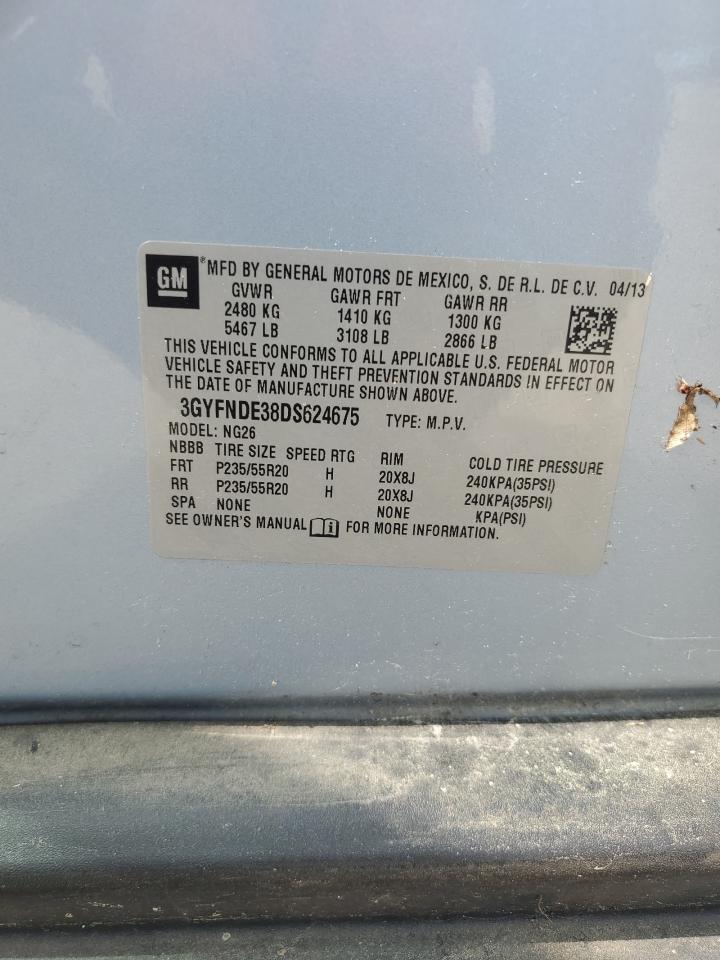 GM ® MFD BY GENERAL MOTORS DE MEXICO, S. DE R.L. DE C.V. 04/13
GVWR GAWR FRT GAWR RR
2480 KG 1410 KG 1300 KG
5467 LB 3108 LB 2866 LB
THIS VEHICLE CONFORMS TO ALL APPLICABLE U.S. FEDERAL MOTOR
VEHICLE SAFETY AND THEFT PREVENTION STANDARDS IN EFFECT ON
THE DATE OF MANUFACTURE SHOWN ABOVE.
3GYFNDE38DS624675 TYPE: M.P.V.
MODEL: NG26
NBBB TIRE SIZE SPEED RTG RIM COLD TIRE PRESSURE
FRT P235/55R20 H 20X8J 240KPA(35PSI)
RR P235/55R20 H 20X8J 240KPA(35PSI)
SPA NONE NONE KPA(PSI)
SEE OWNER'S MANUAL i FOR MORE INFORMATION.